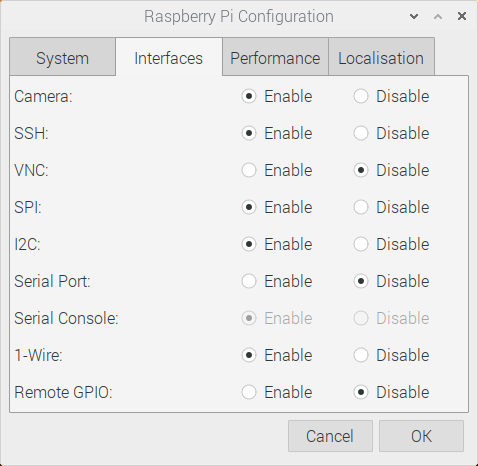 Raspberry Pi Configuration
System Interfaces Performance Localisation
Camera: Enable Disable
SSH: Enable Disable
VNC: Enable Disable
SPI: Enable Disable
I2C: Enable Disable
Serial Port: Enable Disable
Serial Console: Enable Disable
1-Wire: Enable Disable
Remote GPIO: Enable Disable
Cancel OK